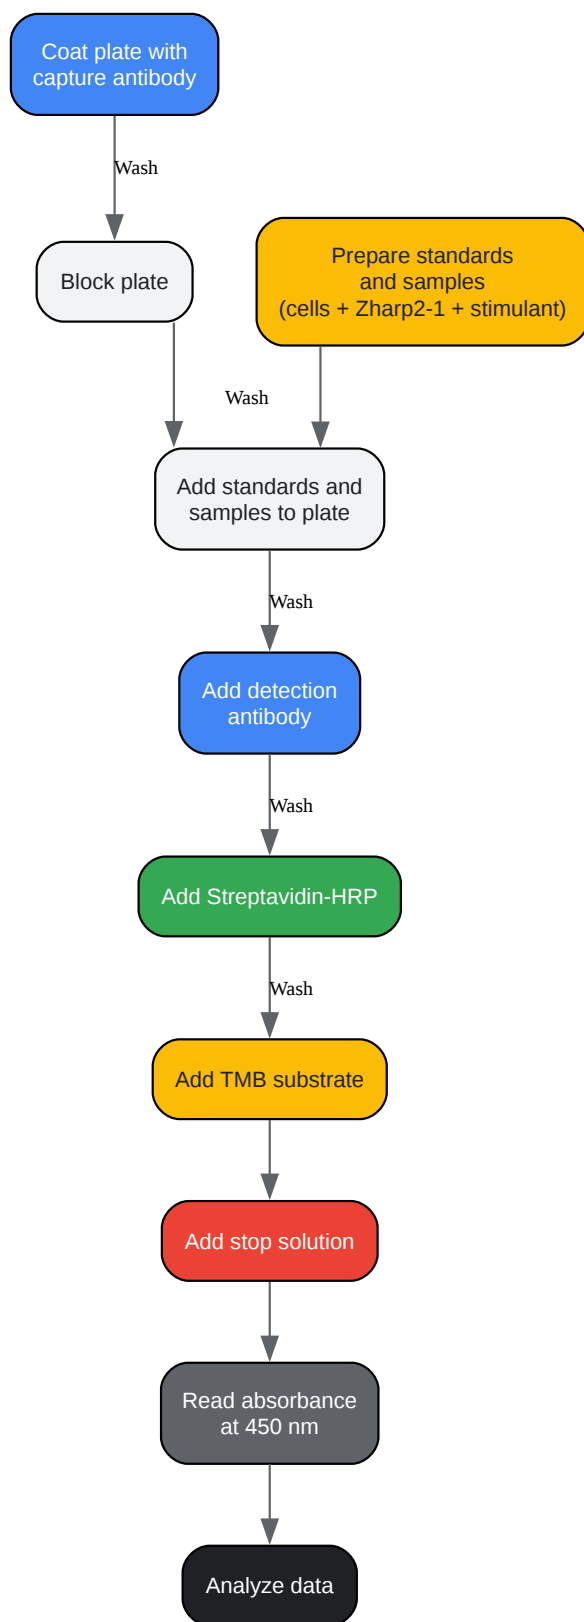 Coat plate with
capture antibody
Wash
Block plate
Prepare standards
and samples
(cells + Zharp2-1 + stimulant)
Wash
Add standards and
samples to plate
Wash
Add detection
antibody
Wash
Add Streptavidin-HRP
Wash
Add TMB substrate
Add stop solution
Read absorbance
at 450 nm
Analyze data